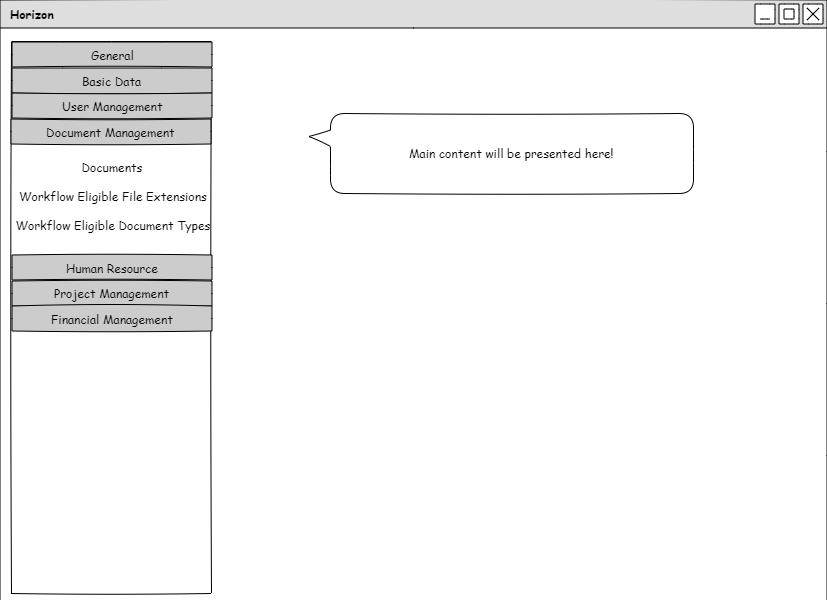 Horizon
General
Basic Data
User Management
Document Management
Documents
Workflow Eligible File Extensions
Workflow Eligible Document Types
Human Resource
Project Management
Financial Management
Main content will be presented here!